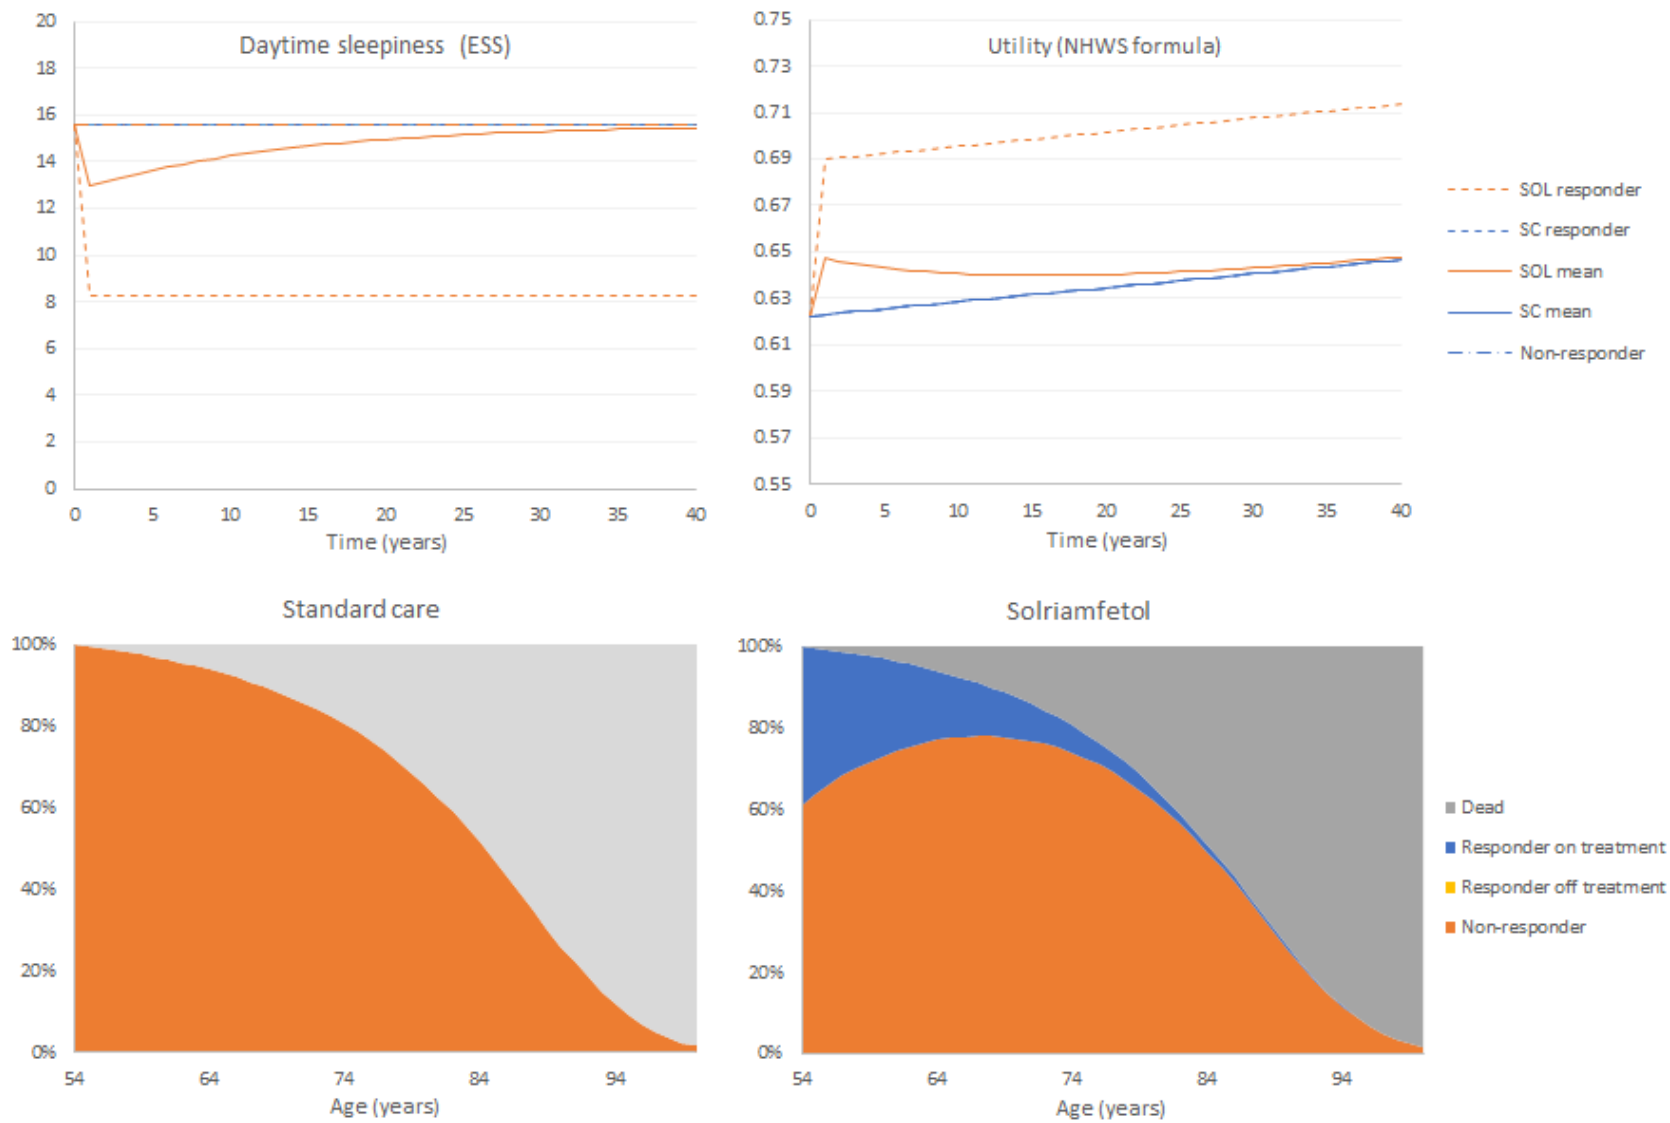 Daytime sleepiness (ESS)
20
18
16
14
12
10
8
6
4
2
0
0 5 10 15 20 25 30 35 40
Time (years)
Utility (NHWS formula)
0.75
0.73
0.71
0.69
0.67
0.65
0.63
0.61
0.59
0.57
0.55
0 5 10 15 20 25 30 35 40
Time (years)
SOL responder
SC responder
SOL mean
SC mean
Non-responder
Standard care
100%
80%
60%
40%
20%
0%
54 64 74 84 94
Age (years)
Solriamfetol
100%
80%
60%
40%
20%
0%
54 64 74 84 94
Age (years)
Dead
Responder on treatment
Responder off treatment
Non-responder